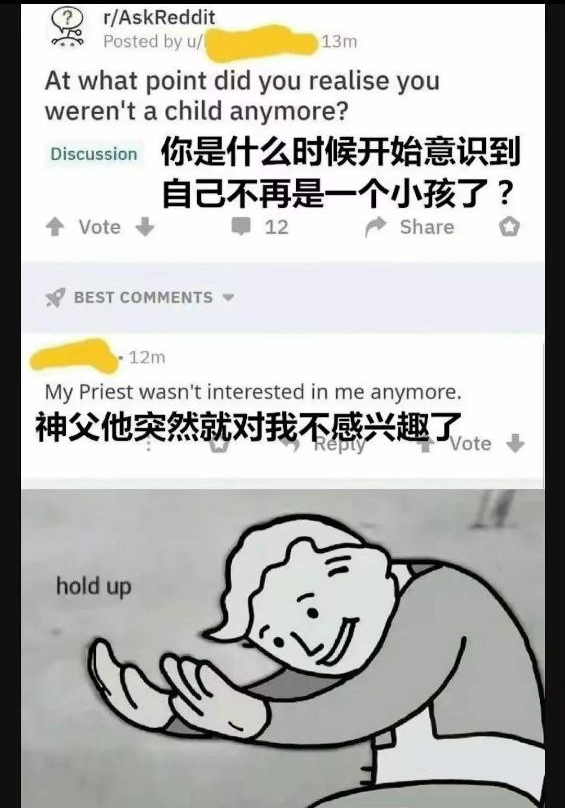 r/AskReddit
Posted by u/ 13m
At what point did you realise you
weren't a child anymore?
Discussion
你是什么时候开始意识到
自己不再是一个小孩了？
Vote 12 Share
BEST COMMENTS
· 12m
My Priest wasn't interested in me anymore.
神父他突然就对我不感兴趣了
Reply Vote
hold up